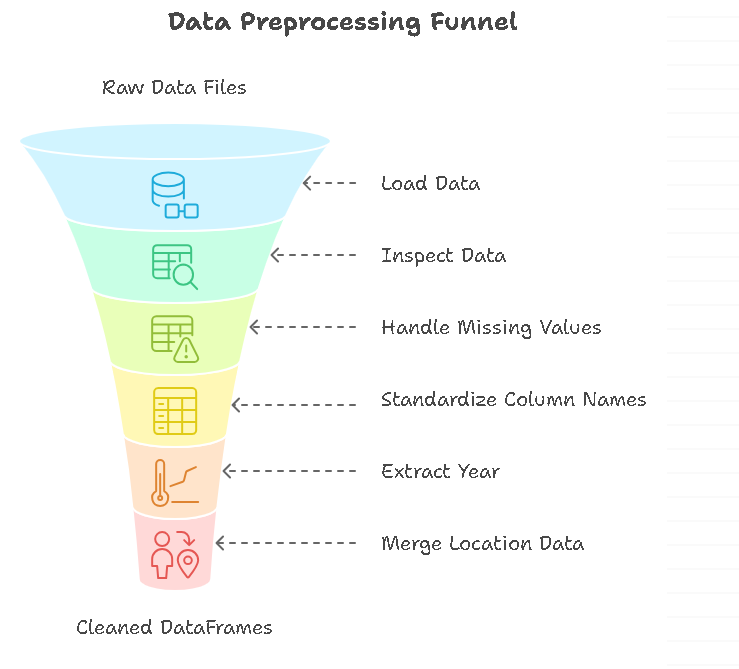 Data Preprocessing Funnel
Raw Data Files
Load Data
Inspect Data
Handle Missing Values
Standardize Column Names
Extract Year
Merge Location Data
Cleaned DataFrames